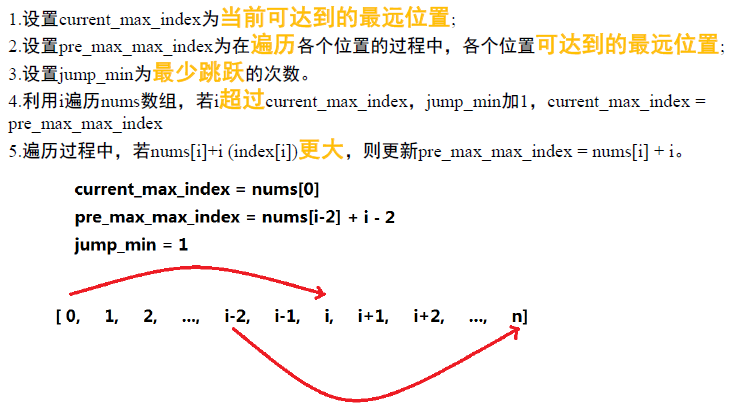 1.设置current_max_index为当前可达到的最远位置;
2.设置pre_max_max_index为在遍历各个位置的过程中，各个位置可达到的最远位置;
3.设置jump_min为最少跳跃的次数。
4.利用i遍历nums数组，若i超过current_max_index，jump_min加1，current_max_index =
pre_max_max_index
5.遍历过程中，若nums[i]+i (index[i])更大，则更新pre_max_max_index = nums[i] + i。
current_max_index = nums[0]
pre_max_max_index = nums[i-2] + i - 2
jump_min = 1
[ 0, 1, 2, ..., i-2, i-1, i, i+1, i+2, ..., n]